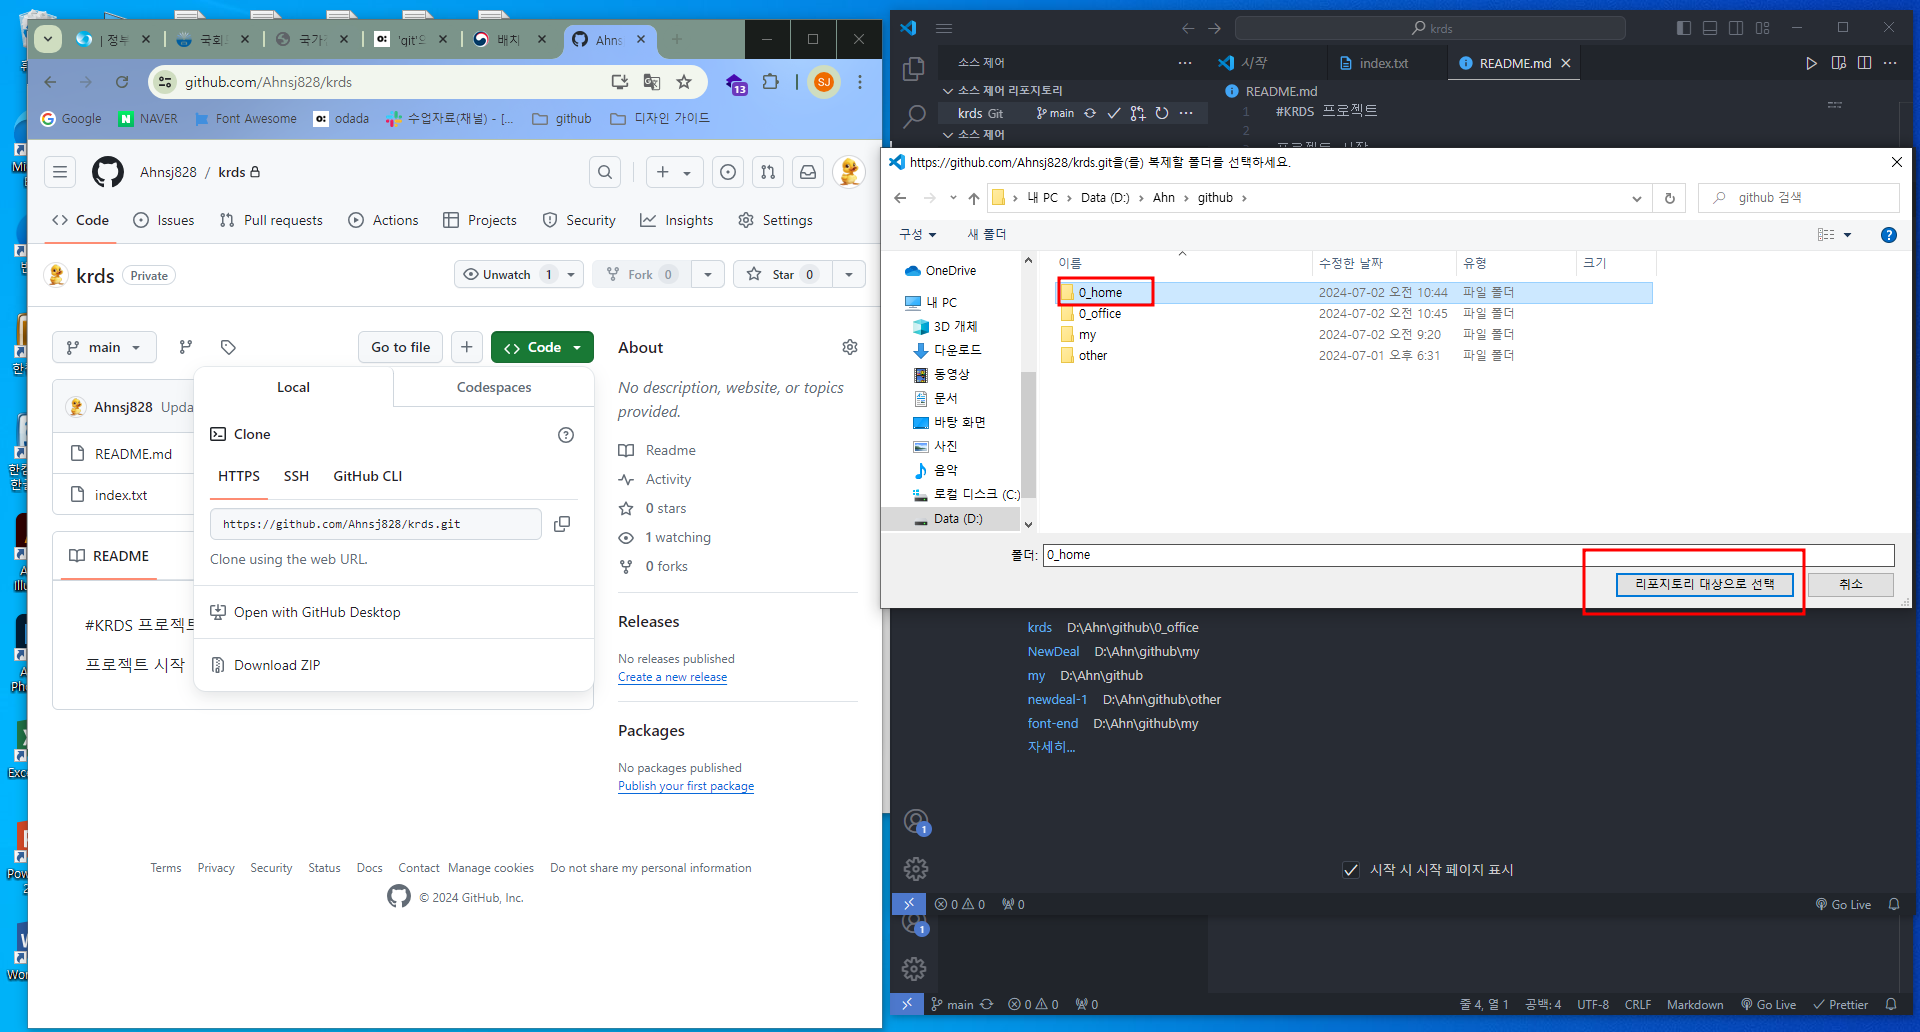 | 정부
국회.
국가
'git'의
배치
Ahns
github.com/Ahnsj828/krds
13
SJ
Google
NAVER
Font Awesome
odada
수업자료(채널) - [...
github
디자인 가이드
Ahnsj828 / krds
Code
Issues
Pull requests
Actions
Projects
Security
Insights
Settings
krds Private
Unwatch 1
Fork 0
Star 0
main
Go to file
Code
Local
Codespaces
Ahnsj828 Upda
README.md
index.txt
Clone
HTTPS SSH GitHub CLI
https://github.com/Ahnsj828/krds.git
Clone using the web URL.
Open with GitHub Desktop
Download ZIP
README
#KRDS 프로젝트
프로젝트 시작
About
No description, website, or topics
provided.
Readme
Activity
0 stars
1 watching
0 forks
Releases
No releases published
Create a new release
Packages
No packages published
Publish your first package
Terms Privacy Security Status Docs Contact Manage cookies Do not share my personal information
© 2024 GitHub, Inc.
krds
소스 제어
시작
index.txt
README.md
소스 제어 리포지토리
README.md
krds Git
main
1 #KRDS 프로젝트
2
소스 제어
https://github.com/Ahnsj828/krds.git을(를) 복제할 폴더를 선택하세요.
내 PC > Data (D:) > Ahn > github >
github 검색
구성
새 폴더
이름
수정한 날짜
유형
크기
0_home 2024-07-02 오전 10:44 파일 폴더
0_office 2024-07-02 오전 10:45 파일 폴더
my 2024-07-02 오전 9:20 파일 폴더
other 2024-07-01 오후 6:31 파일 폴더
OneDrive
내 PC
3D 개체
다운로드
동영상
문서
바탕 화면
사진
음악
로컬 디스크 (C:)
Data (D:)
폴더: 0_home
리포지토리 대상으로 선택
취소
krds D:\Ahn\github\0_office
NewDeal D:\Ahn\github\my
my D:\Ahn\github
newdeal-1 D:\Ahn\github\other
font-end D:\Ahn\github\my
자세히...
1
시작 시 시작 페이지 표시
0 0
0
Go Live
1
main
0 0
0
줄 4, 열 1
공백: 4
UTF-8
CRLF
Markdown
Go Live
Prettier